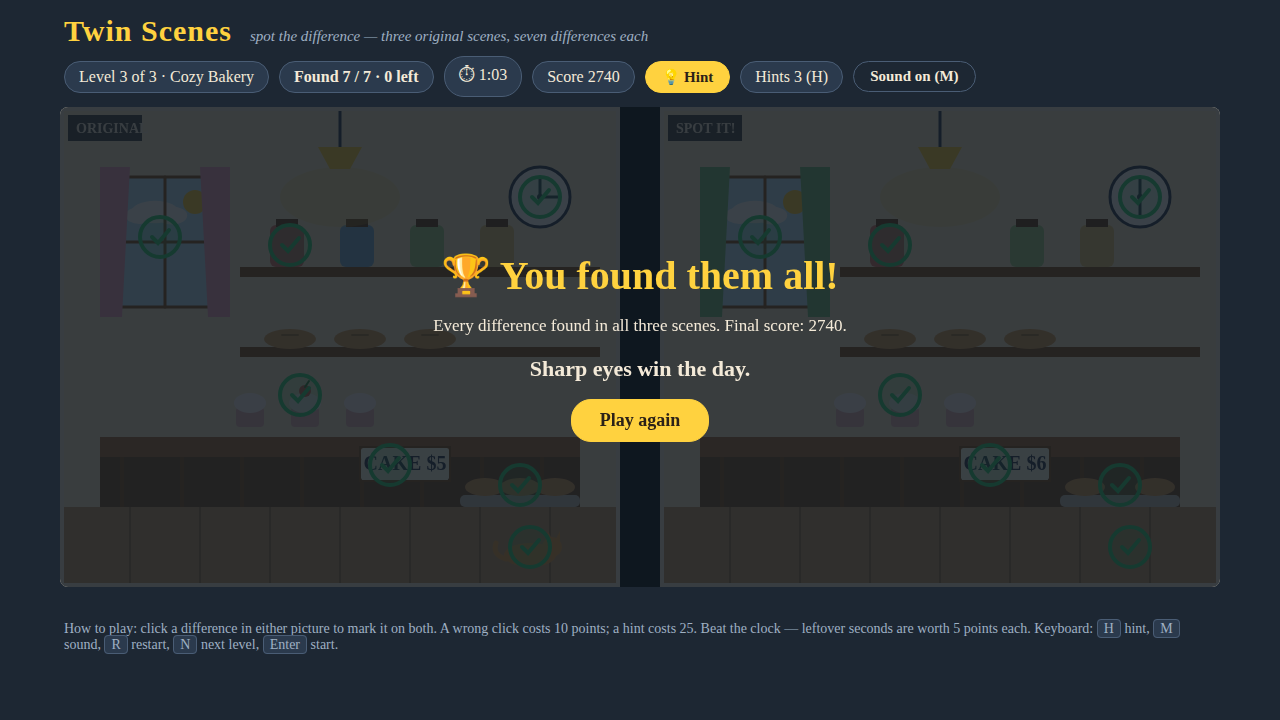 Twin Scenes
spot the difference — three original scenes, seven differences each
Level 3 of 3 · Cozy Bakery
Found 7 / 7 · 0 left
⏱ 1:03
Score 2740
💡 Hint
Hints 3 (H)
Sound on (M)
ORIGINAL
SPOT IT!
🏆 You found them all!
Every difference found in all three scenes. Final score: 2740.
Sharp eyes win the day.
Play again
CAKE $5
CAKE $6
How to play: click a difference in either picture to mark it on both. A wrong click costs 10 points; a hint costs 25. Beat the clock — leftover seconds are worth 5 points each. Keyboard: H hint, M
sound, R restart, N next level, Enter start.